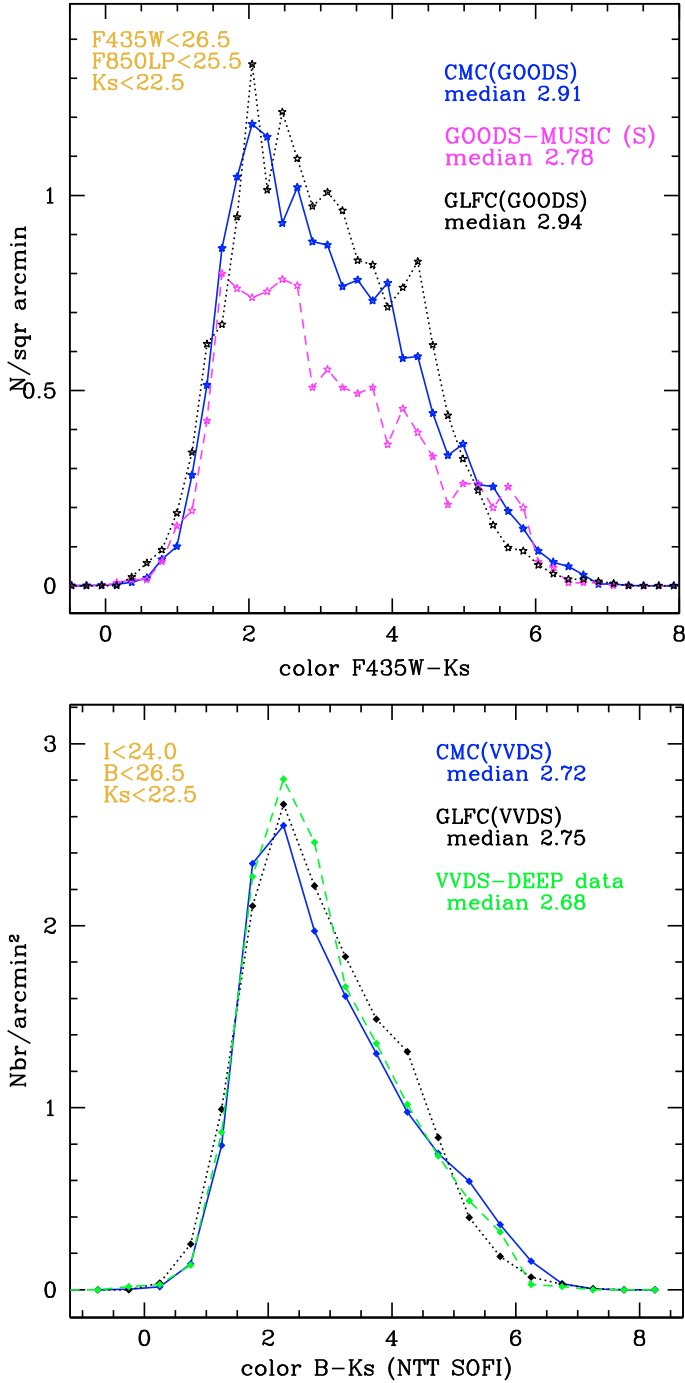 F435W<26.5
F850LP<25.5
Ks<22.5
CMC(GOODS)
median 2.91
GOODS-MUSIC (S)
median 2.78
GLFC(GOODS)
median 2.94
N/sqr arcmin
1
0.5
0
0 2 4 6 8
color F435W-Ks
I<24.0
B<26.5
Ks<22.5
CMC(VVDS)
median 2.72
GLFC(VVDS)
median 2.75
VVDS-DEEP data
median 2.68
Nbr/arcmin²
3
2
1
0
0 2 4 6 8
color B-Ks (NTT SOFI)